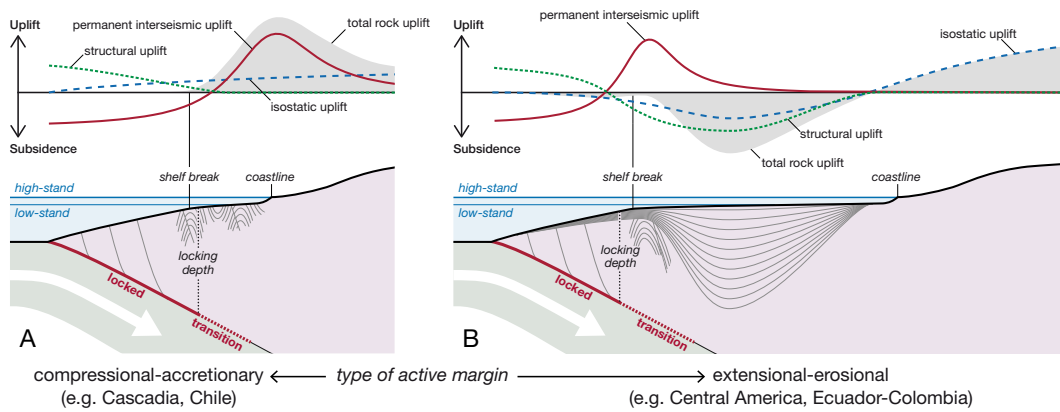 Uplift
permanent interseismic uplift
total rock uplift
structural uplift
isostatic uplift
Subsidence
shelf break
coastline
high-stand
low-stand
locking
depth
locked
transition
A
Uplift
permanent interseismic uplift
isostatic uplift
structural uplift
total rock uplift
Subsidence
shelf break
coastline
high-stand
low-stand
locking
depth
locked
transition
B
compressional-accretionary
(e.g. Cascadia, Chile)
type of active margin
extensional-erosional
(e.g. Central America, Ecuador-Colombia)